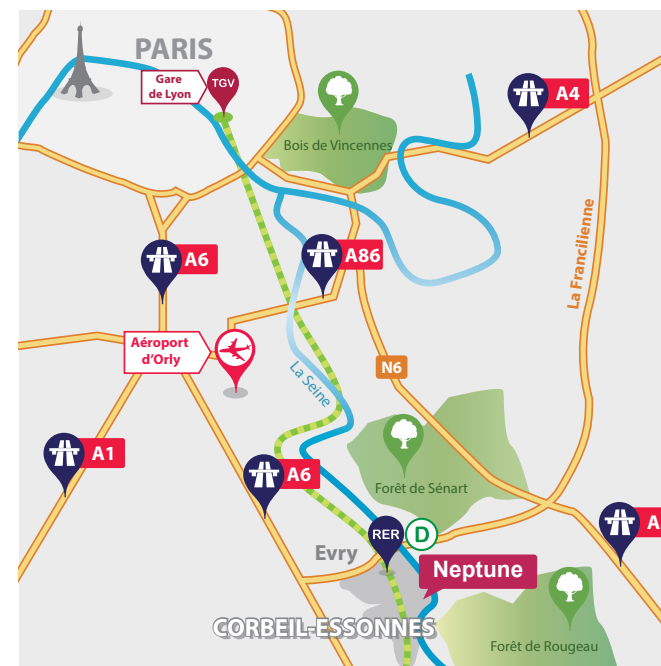 PARIS
Gare
de Lyon
TGV
A4
Bois de Vincennes
A6
A86
La Francilienne
Aéroport
d'Orly
La Seine
N6
A1
A6
Forêt de Sénart
RER
D
A
Evry
Neptune
CORBEIL-ESSONNES
Forêt de Rougeau